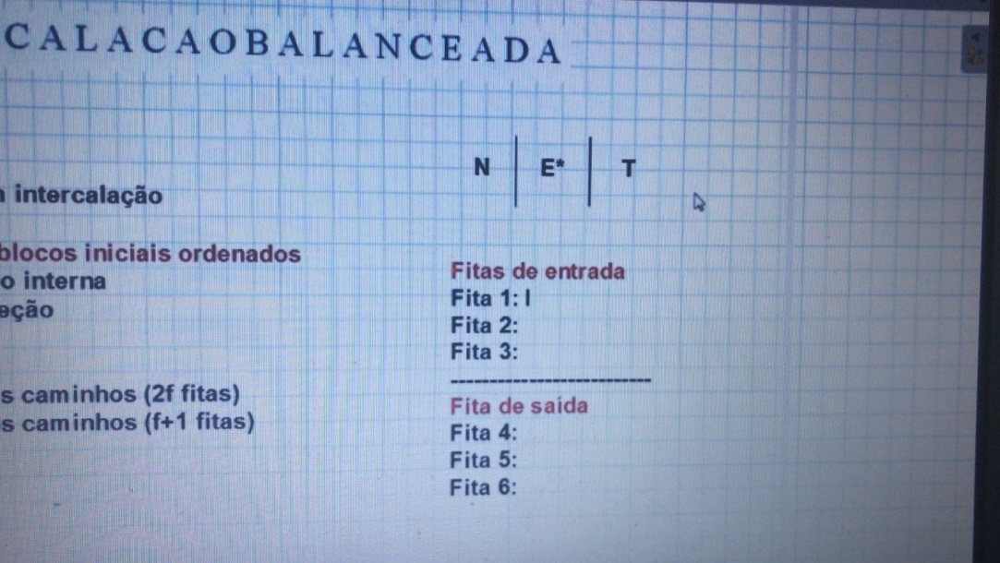 CALACAOBALANCEADA
N E* T
intercalação
blocos iniciais ordenados
o interna
eção
s caminhos (2f fitas)
s caminhos (f+1 fitas)
Fitas de entrada
Fita 1: I
Fita 2:
Fita 3:
--------------------------
Fita de saída
Fita 4:
Fita 5:
Fita 6: